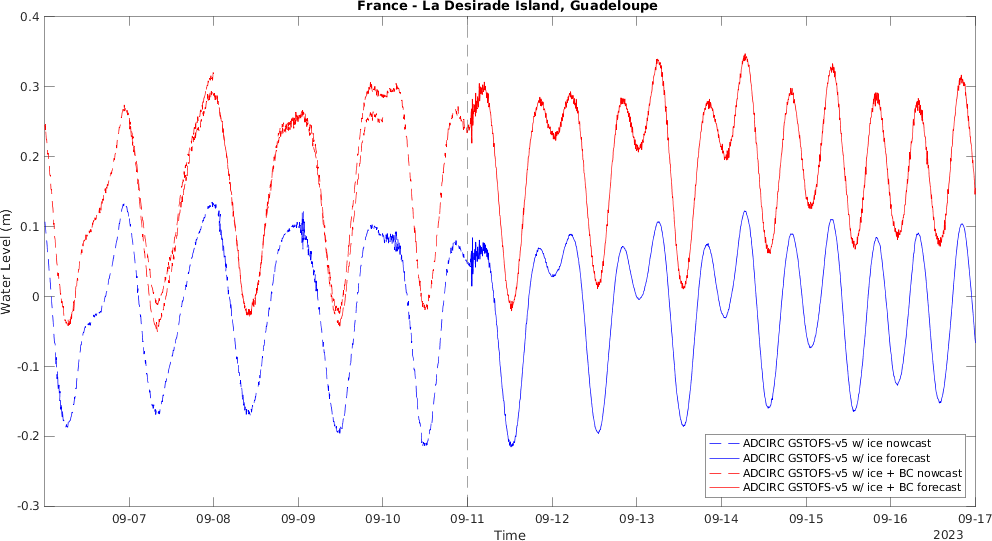 France - La Desirade Island, Guadeloupe
Water Level (m)
0.4
0.3
0.2
0.1
0
-0.1
-0.2
-0.3
ADCIRC GSTOFS-v5 w/ ice nowcast
ADCIRC GSTOFS-v5 w/ ice forecast
ADCIRC GSTOFS-v5 w/ ice + BC nowcast
ADCIRC GSTOFS-v5 w/ ice + BC forecast
09-07 09-08 09-09 09-10 09-11 09-12 09-13 09-14 09-15 09-16 09-17
Time
2023